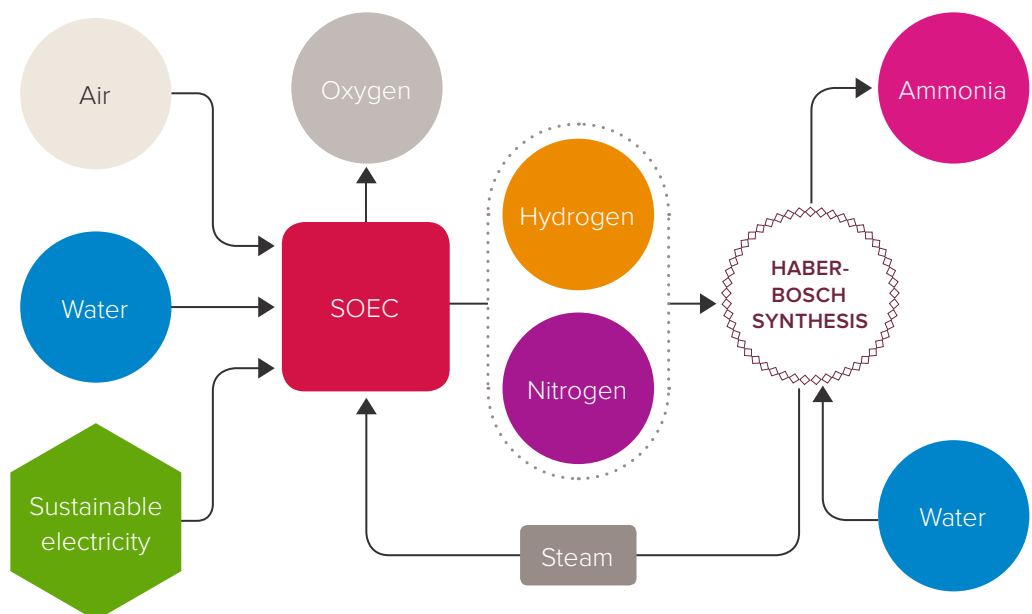 Air
Oxygen
Ammonia
Hydrogen
Water
SOEC
HABER-
BOSCH
SYNTHESIS
Nitrogen
Sustainable
electricity
Steam
Water